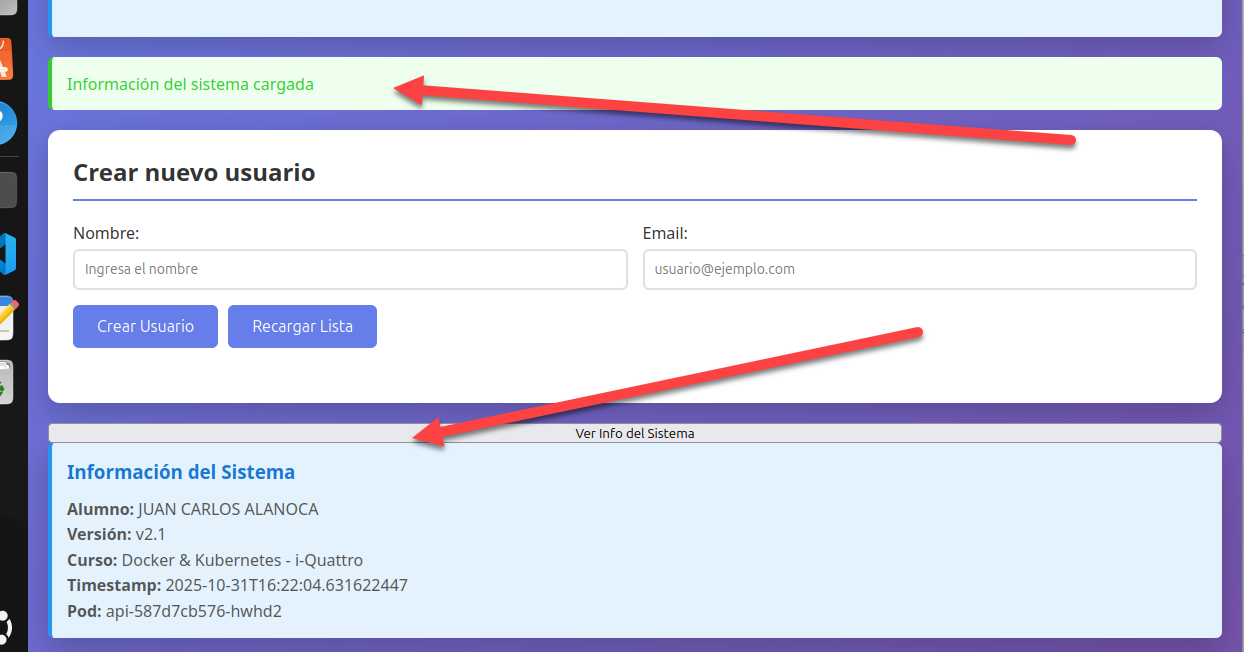 Información del sistema cargada
Crear nuevo usuario
Nombre:
Email:
Ingresa el nombre
usuario@ejemplo.com
Crear Usuario
Recargar Lista
Ver Info del Sistema
Información del Sistema
Alumno: JUAN CARLOS ALANOCA
Versión: v2.1
Curso: Docker & Kubernetes - i-Quattro
Timestamp: 2025-10-31T16:22:04.631622447
Pod: api-587d7cb576-hwhd2